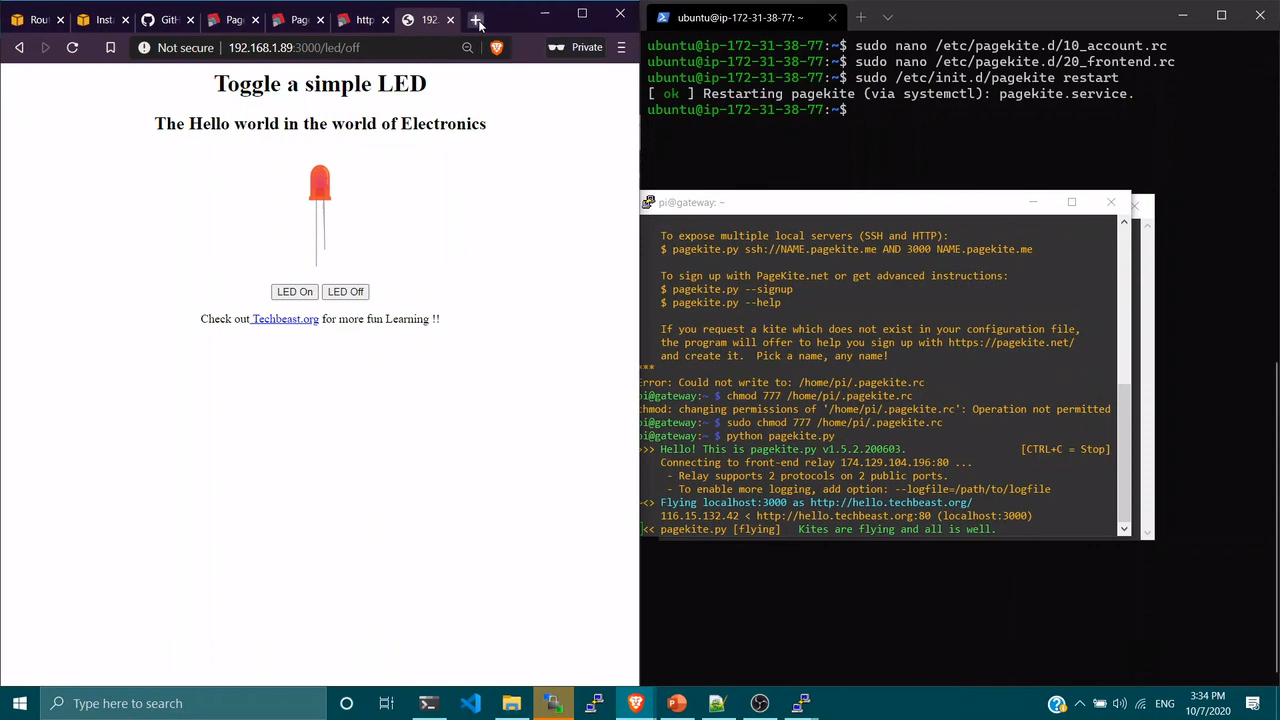 Rou
Insta
GitH
Page
Page
http
192.
Not secure
192.168.1.89:3000/led/off
Private
Toggle a simple LED
The Hello world in the world of Electronics
LED On
LED Off
Check out Techbeast.org for more fun Learning !!
ubuntu@ip-172-31-38-77: ~
ubuntu@ip-172-31-38-77:~$ sudo nano /etc/pagekite.d/10_account.rc
ubuntu@ip-172-31-38-77:~$ sudo nano /etc/pagekite.d/20_frontend.rc
ubuntu@ip-172-31-38-77:~$ sudo /etc/init.d/pagekite restart
[ ok ] Restarting pagekite (via systemctl): pagekite.service.
ubuntu@ip-172-31-38-77:~$
pi@gateway: ~
To expose multiple local servers (SSH and HTTP):
$ pagekite.py ssh://NAME.pagekite.me AND 3000 NAME.pagekite.me
To sign up with PageKite.net or get advanced instructions:
$ pagekite.py --signup
$ pagekite.py --help
If you request a kite which does not exist in your configuration file,
the program will offer to help you sign up with https://pagekite.net/
and create it.  Pick a name, any name!
***
Error: Could not write to: /home/pi/.pagekite.rc
pi@gateway:~ $ chmod 777 /home/pi/.pagekite.rc
chmod: changing permissions of '/home/pi/.pagekite.rc': Operation not permitted
pi@gateway:~ $ sudo chmod 777 /home/pi/.pagekite.rc
pi@gateway:~ $ python pagekite.py
>>> Hello! This is pagekite.py v1.5.2.200603. [CTRL+C = Stop]
Connecting to front-end relay 174.129.104.196:80 ...
- Relay supports 2 protocols on 2 public ports.
- To enable more logging, add option: --logfile=/path/to/logfile
~<> Flying localhost:3000 as http://hello.techbeast.org/
116.15.132.42 < http://hello.techbeast.org:80 (localhost:3000)
<< pagekite.py [flying]   Kites are flying and all is well.
Type here to search
ENG
3:34 PM
10/7/2020